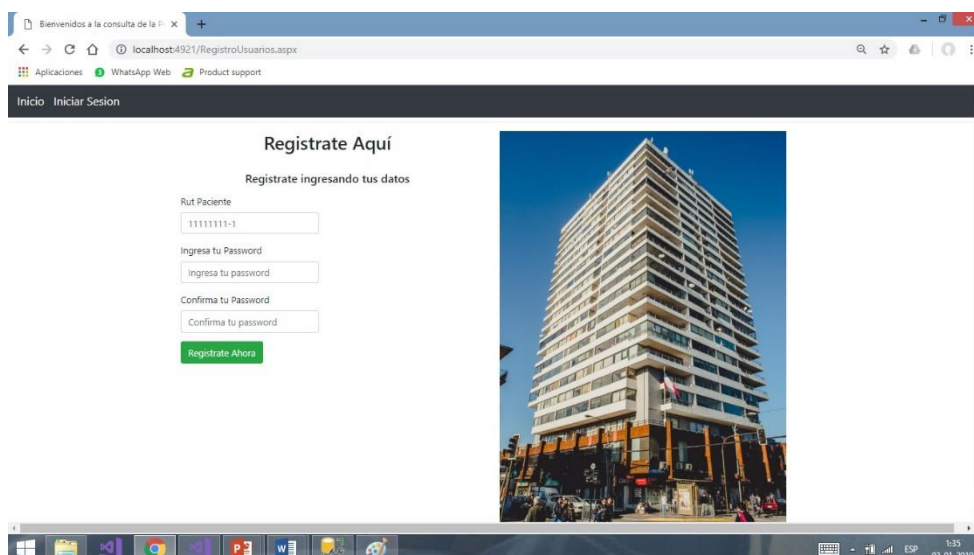 Bienvenidos a la consulta de la P
localhost:4921/RegistroUsuarios.aspx
Aplicaciones WhatsApp Web Product support
Inicio Iniciar Sesion
Registrate Aquí
Registrate ingresando tus datos
Rut Paciente
11111111-1
Ingresa tu Password
Ingresa tu password
Confirma tu Password
Confirma tu password
Registrate Ahora
ESP
1:35